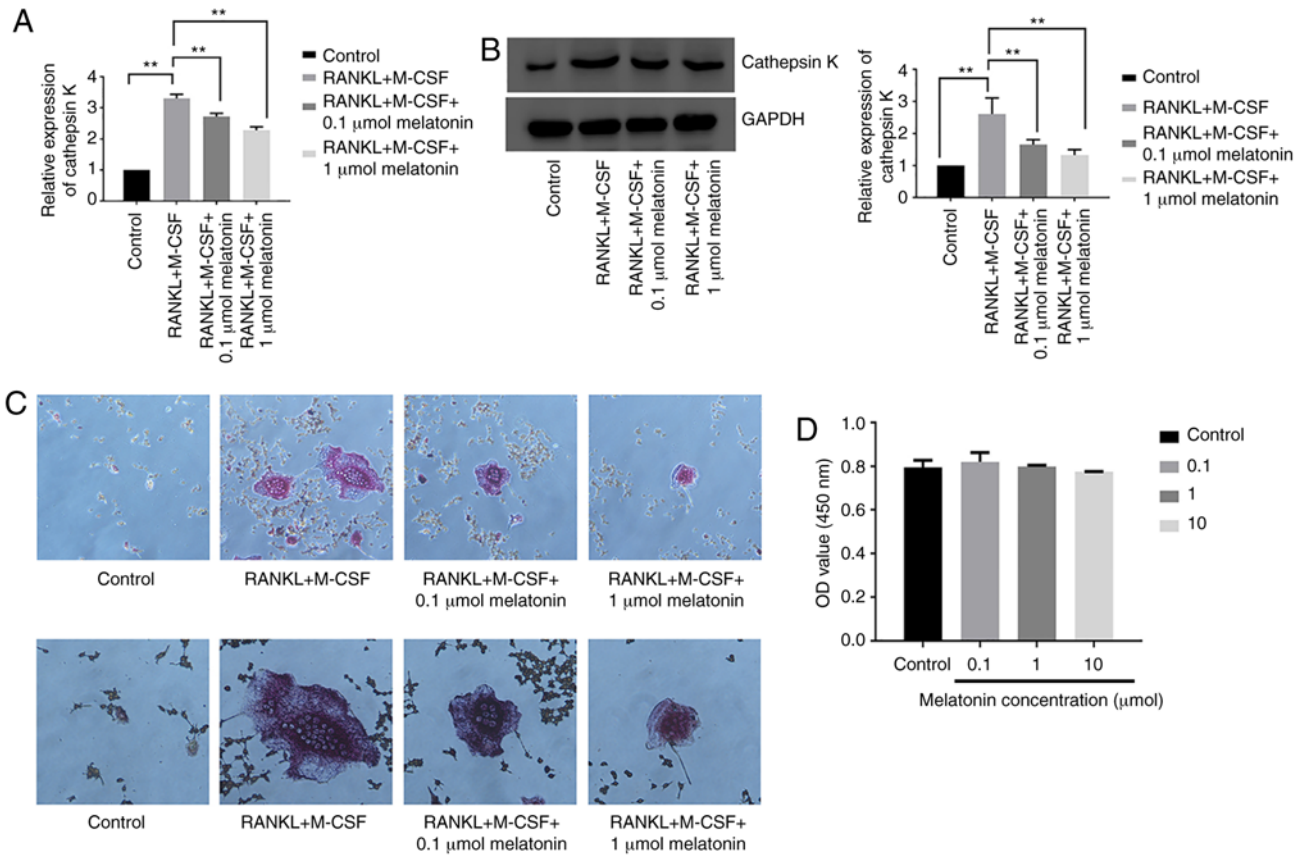 A
Relative expression
of cathepsin K
4
3
2
1
0
**
**
**
Control
RANKL+M-CSF
RANKL+M-CSF+
0.1 μmol melatonin
RANKL+M-CSF+
1 μmol melatonin
Control
RANKL+M-CSF
RANKL+M-CSF+
0.1 μmol melatonin
RANKL+M-CSF+
1 μmol melatonin
B
Cathepsin K
GAPDH
Control
RANKL+M-CSF
RANKL+M-CSF+
0.1 μmol melatonin
RANKL+M-CSF+
1 μmol melatonin
Relative expression of
cathepsin K
4
3
2
1
0
**
**
**
Control
RANKL+M-CSF
RANKL+M-CSF+
0.1 μmol melatonin
RANKL+M-CSF+
1 μmol melatonin
Control
RANKL+M-CSF
RANKL+M-CSF+
0.1 μmol melatonin
RANKL+M-CSF+
1 μmol melatonin
C
Control
RANKL+M-CSF
RANKL+M-CSF+
0.1 μmol melatonin
RANKL+M-CSF+
1 μmol melatonin
Control
RANKL+M-CSF
RANKL+M-CSF+
0.1 μmol melatonin
RANKL+M-CSF+
1 μmol melatonin
D
OD value (450 nm)
1.0
0.8
0.6
0.4
0.2
0.0
Control
0.1
1
10
Melatonin concentration (μmol)
Control
0.1
1
10